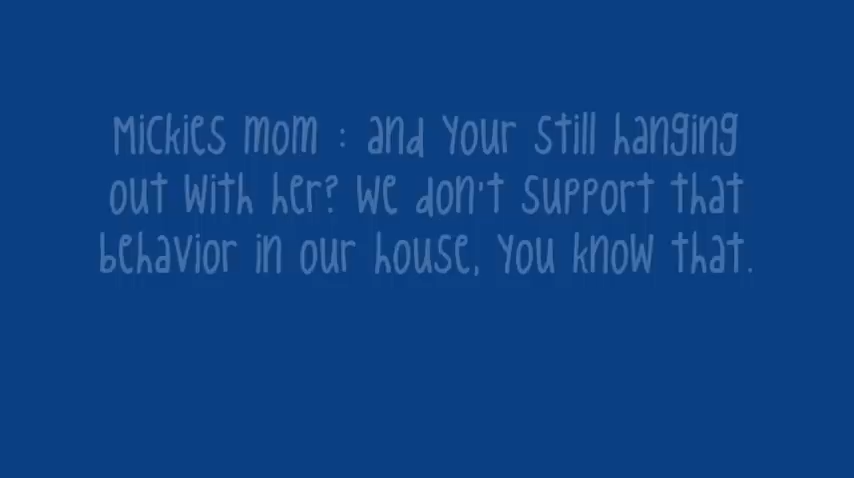 Mickies mom : and your still hanging
out with her? We don't support that
behavior in our house, you know that.